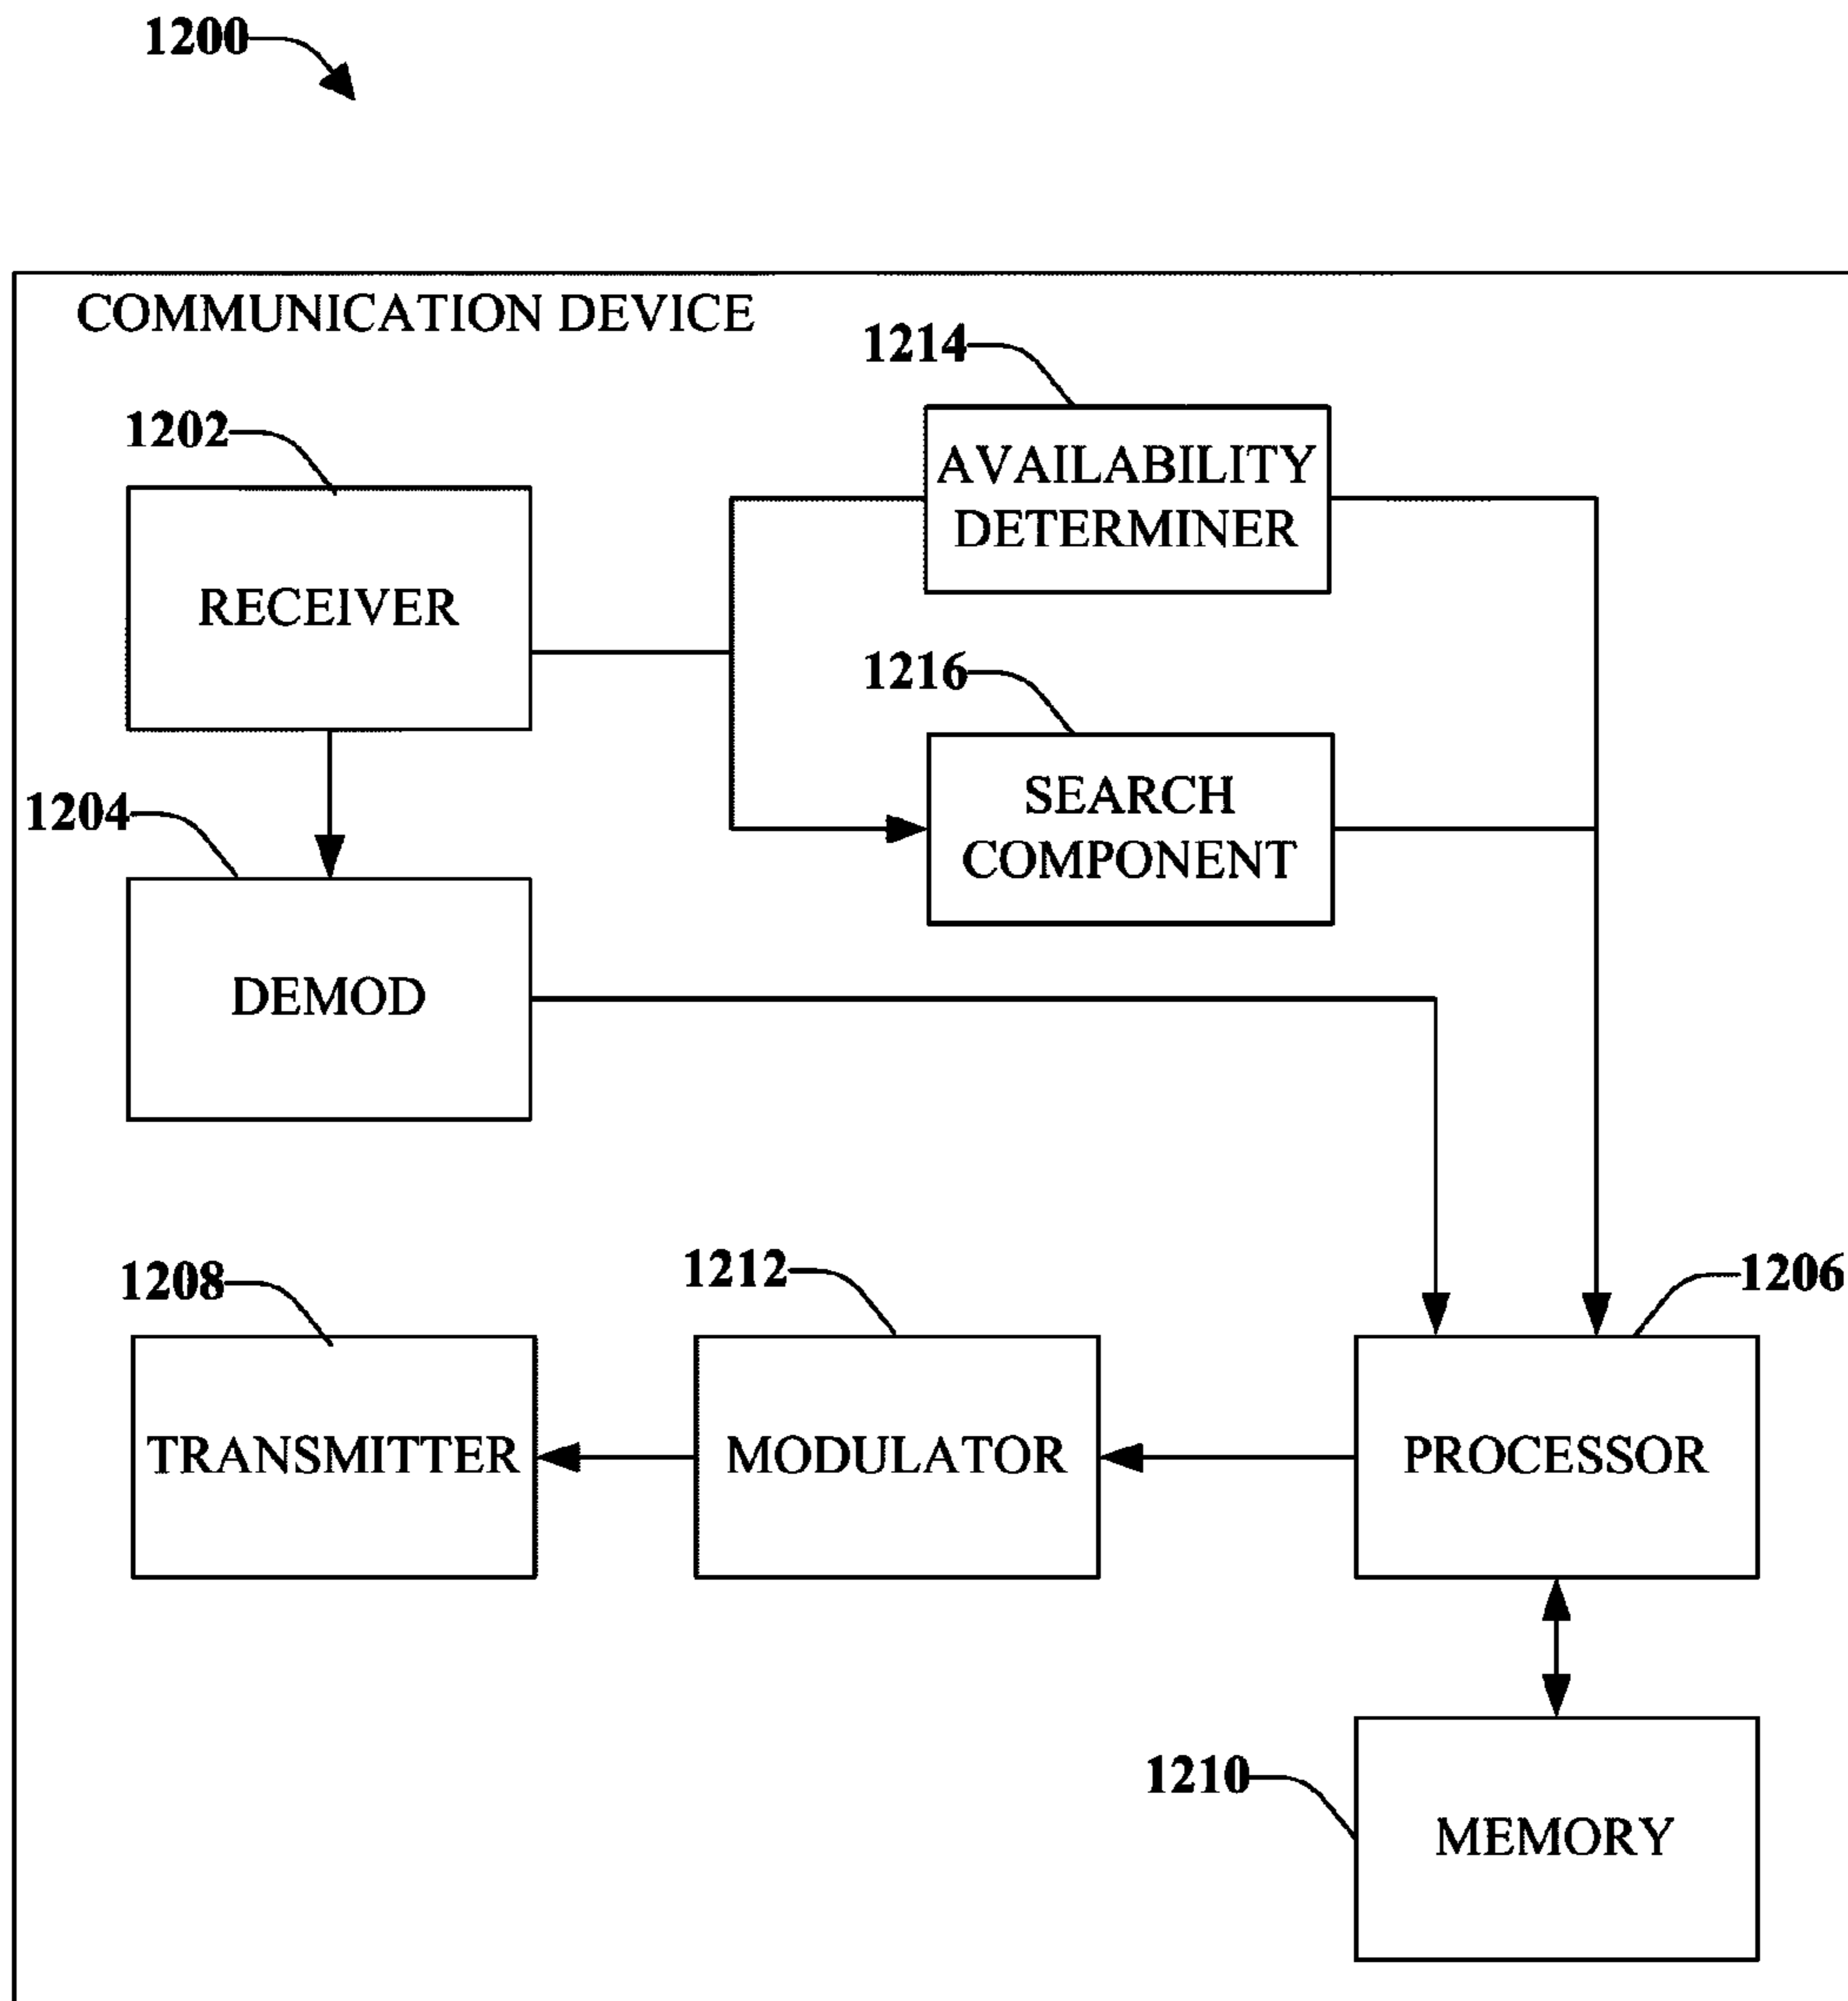 1200
COMMUNICATION DEVICE
1214
1202
AVAILABILITY
DETERMINER
RECEIVER
1216
SEARCH
COMPONENT
1204
DEMOD
1208
1212
1206
TRANSMITTER
MODULATOR
PROCESSOR
1210
MEMORY